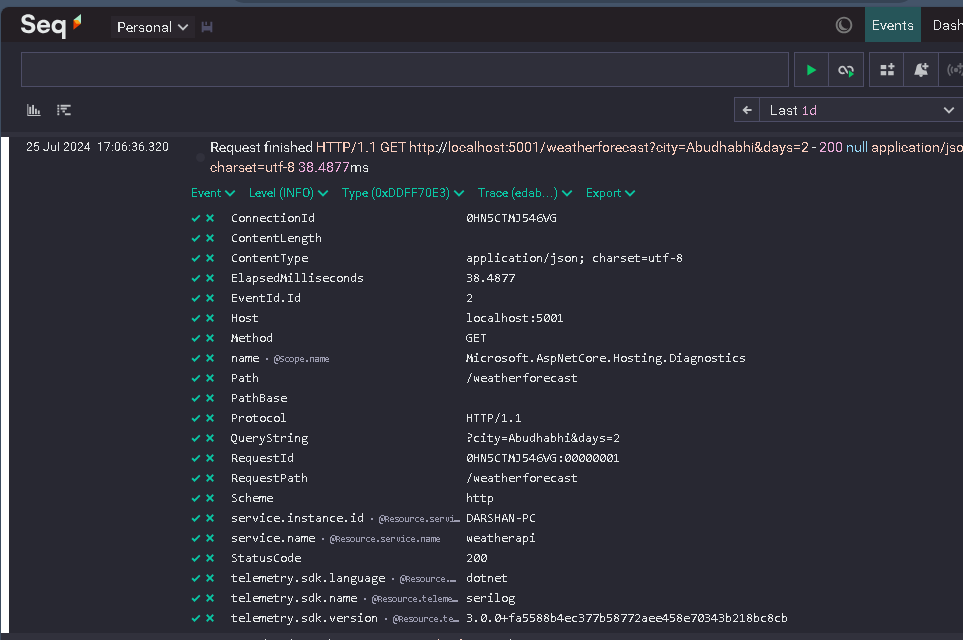 Seq Personal Events Dash
Last 1d
25 Jul 2024 17:06:36.320 Request finished HTTP/1.1 GET http://localhost:5001/weatherforecast?city=Abudhabhi&days=2 - 200 null application/jso
charset=utf-8 38.4877ms
Event Level (INFO) Type (0xDDFF70E3) Trace (edab...) Export
ConnectionId 0HN5CTMJ546VG
ContentLength
ContentType application/json; charset=utf-8
ElapsedMilliseconds 38.4877
EventId.Id 2
Host localhost:5001
Method GET
name · @Scope.name Microsoft.AspNetCore.Hosting.Diagnostics
Path /weatherforecast
PathBase
Protocol HTTP/1.1
QueryString ?city=Abudhabhi&days=2
RequestId 0HN5CTMJ546VG:00000001
RequestPath /weatherforecast
Scheme http
service.instance.id · @Resource.servi… DARSHAN-PC
service.name · @Resource.service.name weatherapi
StatusCode 200
telemetry.sdk.language · @Resource.… dotnet
telemetry.sdk.name · @Resource.teleme… serilog
telemetry.sdk.version · @Resource.te… 3.0.0+fa5588b4ec377b58772aee458e70343b218bc8cb